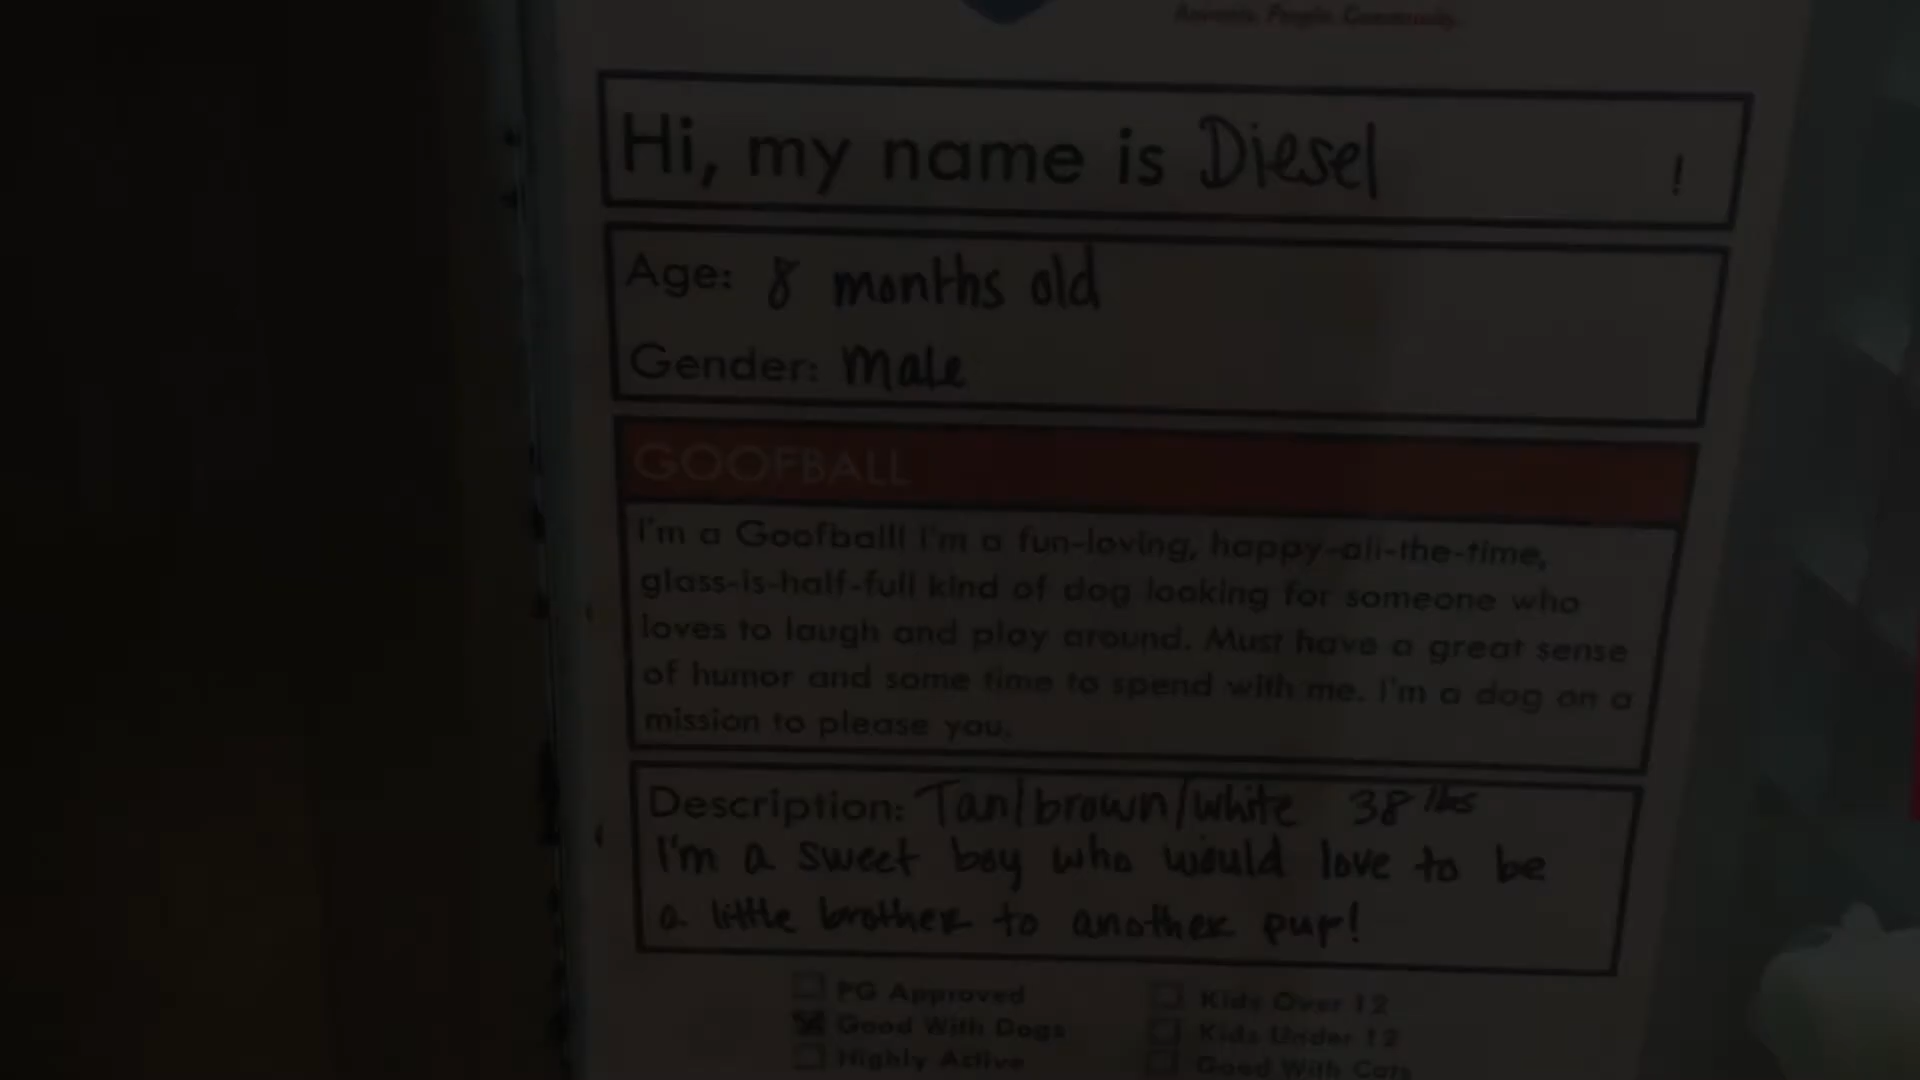 Animals. People. Community.
Hi, my name is Diesel !
Age: 8 months old
Gender: Male
GOOFBALL
I'm a Goofball! I'm a fun-loving, happy-all-the-time,
glass-is-half-full kind of dog looking for someone who
loves to laugh and play around. Must have a great sense
of humor and some time to spend with me. I'm a dog on a
mission to please you.
Description: Tan/brown/white 38 lbs
I'm a sweet boy who would love to be
a little brother to another pup!
PG Approved
Good With Dogs
Highly Active
Kids Over 12
Kids Under 12
Good With Cats